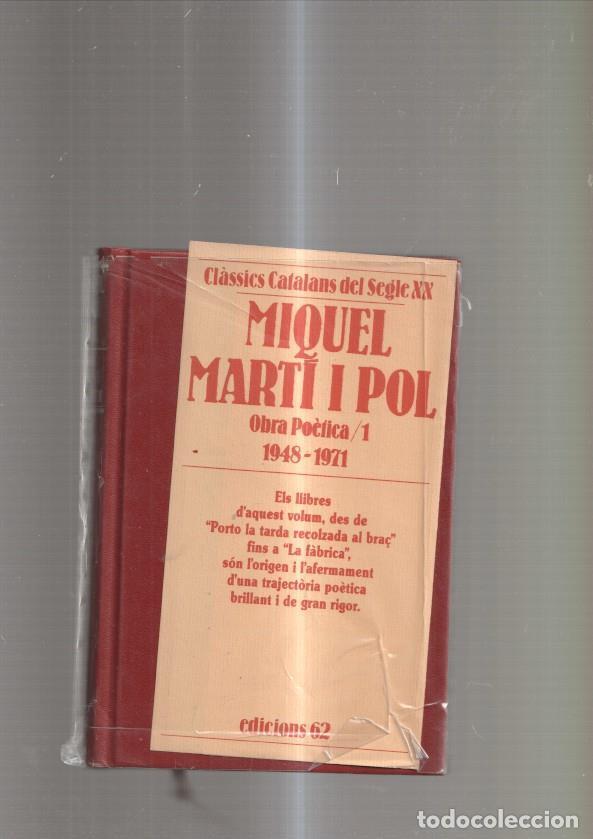 Clàssics Catalans del Segle XX
MIQUEL
MARTÍ I POL
Obra Poètica/1
1948-1971
Els llibres
d'aquest volum, des de
"Porto la tarda recolzada al braç"
fins a "La fàbrica",
són l'origen i l'afermament
d'una trajectòria poètica
brillant i de gran rigor.
edicions 62
todocoleccion